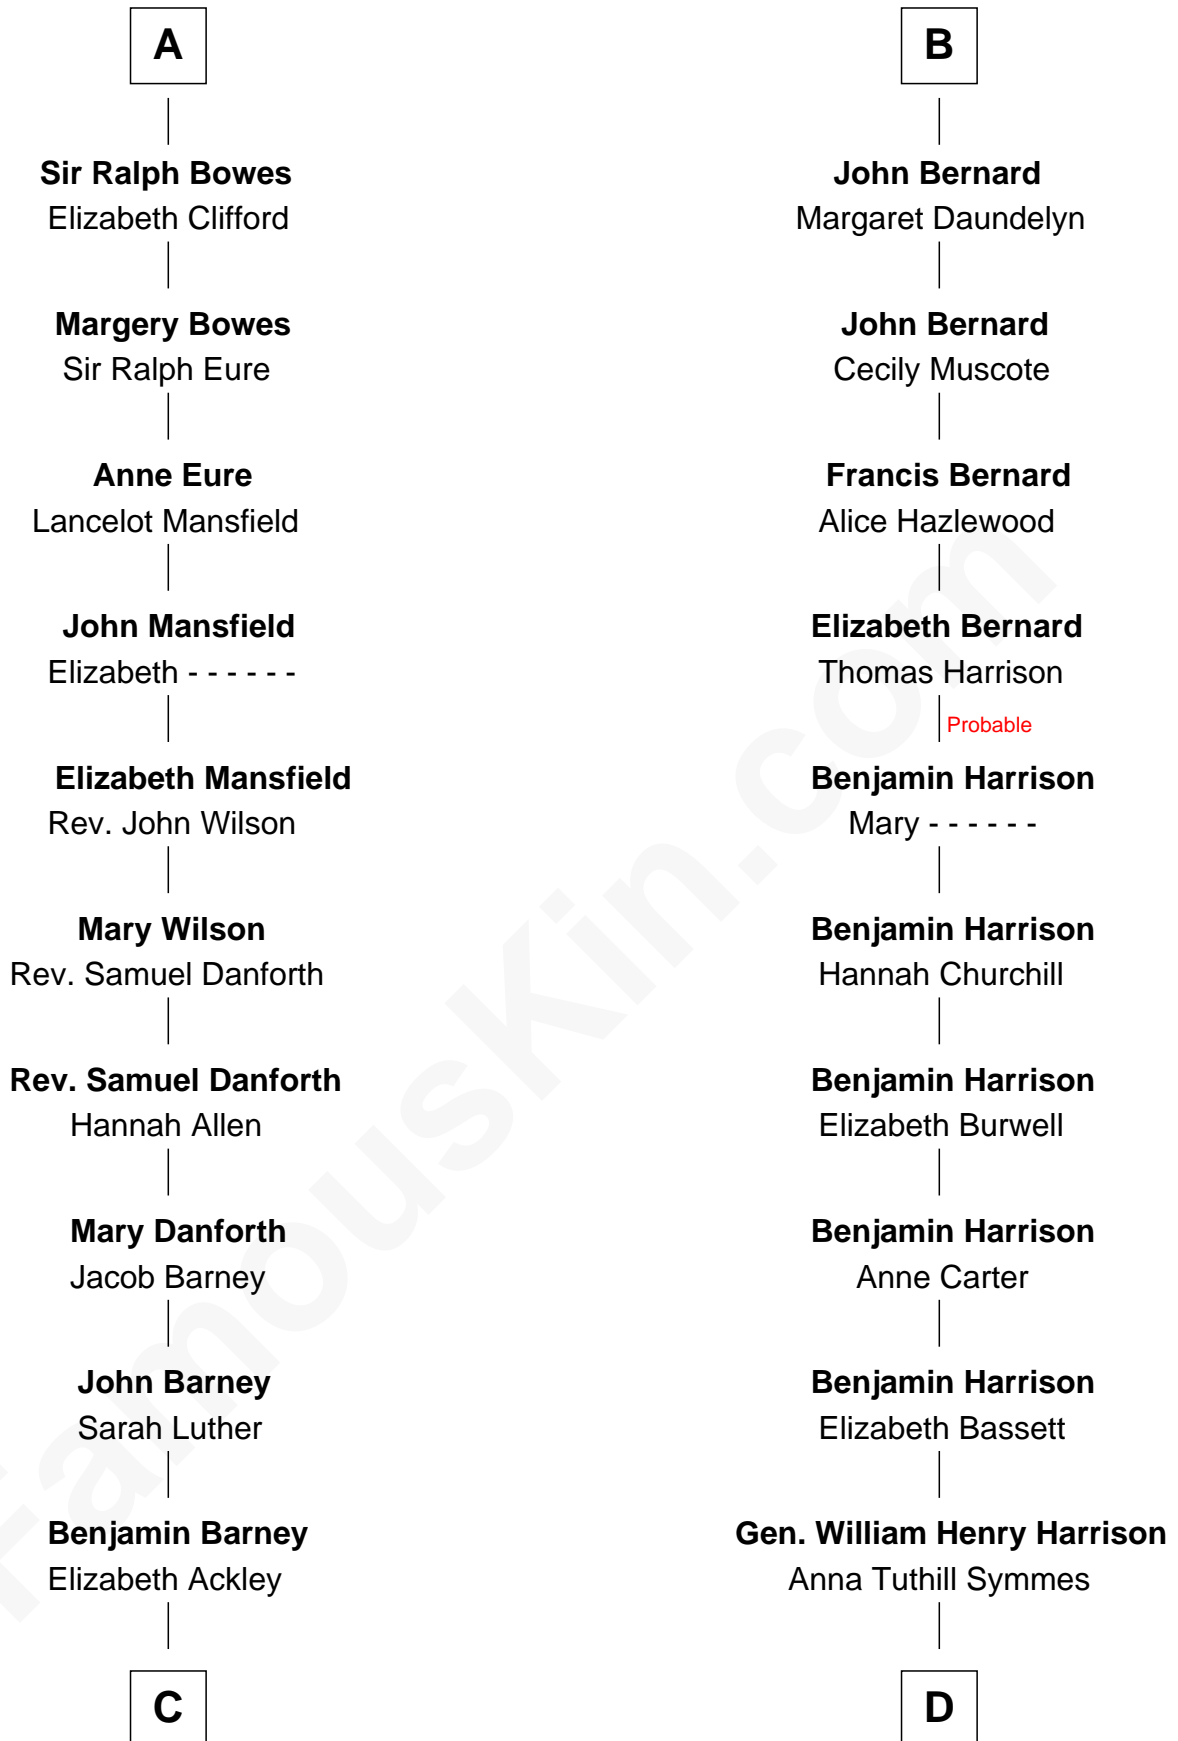 A
Sir Ralph Bowes
Elizabeth Clifford
Margery Bowes
Sir Ralph Eure
Anne Eure
Lancelot Mansfield
John Mansfield
Elizabeth - - - - - -
Elizabeth Mansfield
Rev. John Wilson
Mary Wilson
Rev. Samuel Danforth
Rev. Samuel Danforth
Hannah Allen
Mary Danforth
Jacob Barney
John Barney
Sarah Luther
Benjamin Barney
Elizabeth Ackley
C
B
John Bernard
Margaret Daundelyn
John Bernard
Cecily Muscote
Francis Bernard
Alice Hazlewood
Elizabeth Bernard
Thomas Harrison
Probable
Benjamin Harrison
Mary - - - - - -
Benjamin Harrison
Hannah Churchill
Benjamin Harrison
Elizabeth Burwell
Benjamin Harrison
Anne Carter
Benjamin Harrison
Elizabeth Bassett
Gen. William Henry Harrison
Anna Tuthill Symmes
D
FamousKin.com